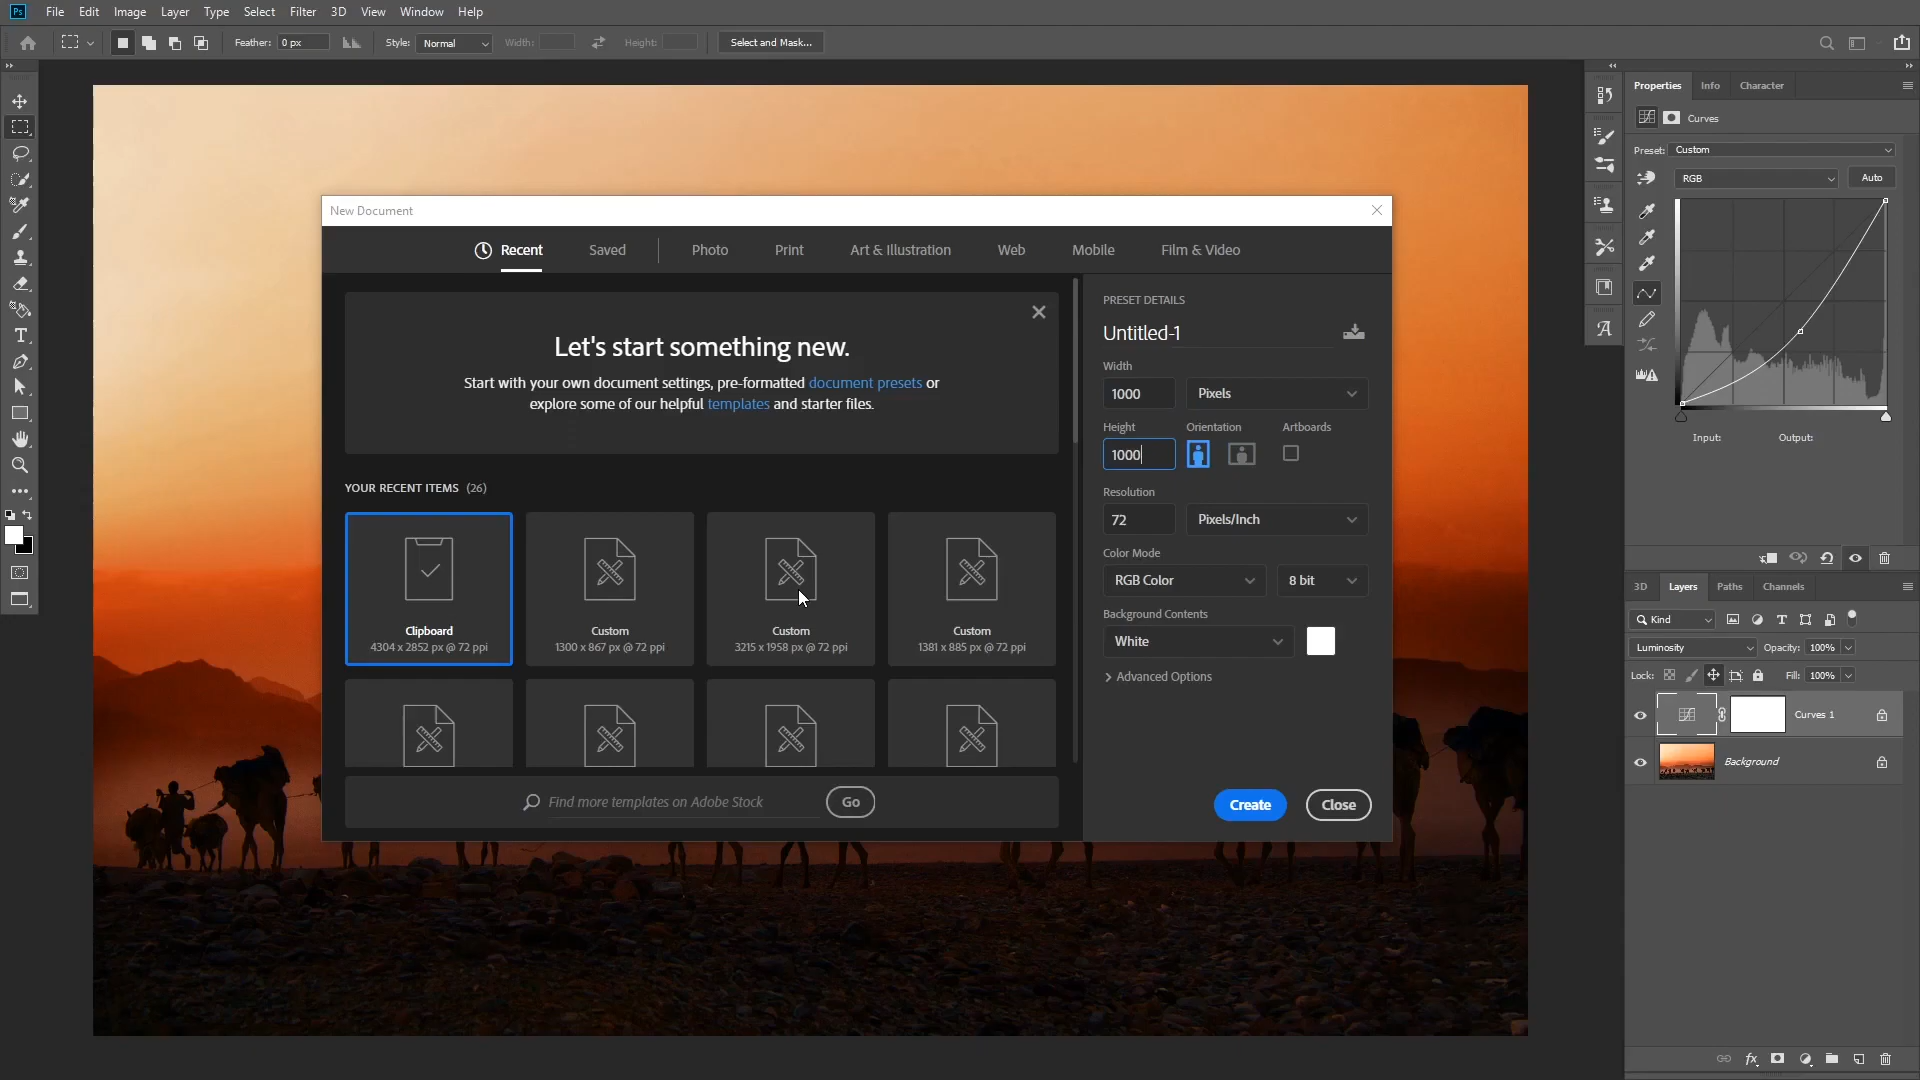 Ps File Edit Image Layer Type Select Filter 3D View Window Help
Feather: 0 px Style: Normal Width: Height: Select and Mask...
Properties Info Character
Curves
Preset: Custom
RGB Auto
Input: Output:
New Document
Recent Saved Photo Print Art & Illustration Web Mobile Film & Video
Let's start something new.
Start with your own document settings, pre-formatted document presets or
explore some of our helpful templates and starter files.
YOUR RECENT ITEMS (26)
Clipboard
4304 x 2852 px @ 72 ppi
Custom
1300 x 867 px @ 72 ppi
Custom
3215 x 1958 px @ 72 ppi
Custom
1381 x 885 px @ 72 ppi
Find more templates on Adobe Stock Go
PRESET DETAILS
Untitled-1
Width
1000 Pixels
Height Orientation Artboards
1000
Resolution
72 Pixels/Inch
Color Mode
RGB Color 8 bit
Background Contents
White
Advanced Options
Create Close
3D Layers Paths Channels
Kind
Luminosity Opacity: 100%
Lock: Fill: 100%
Curves 1
Background